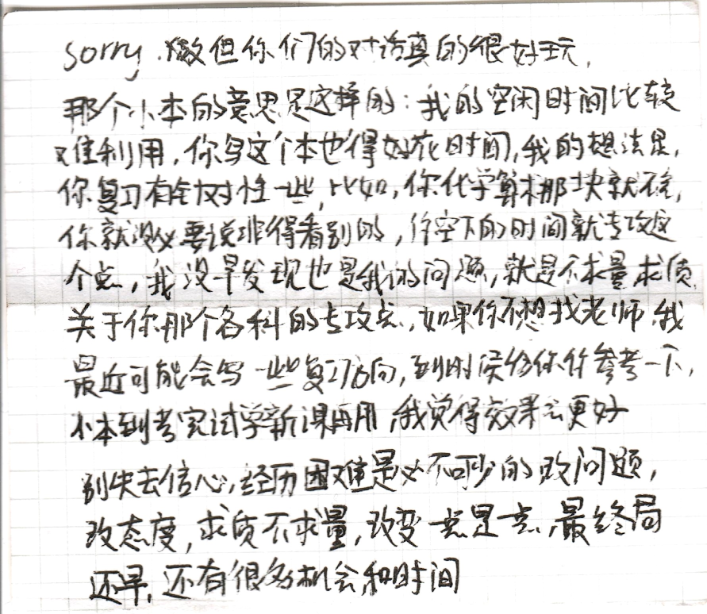 sorry.傲但你们的对话真的很好玩,
那个小本的意思是这样的:我的空闲时间比较
难利用,你写这个本也得好花时间,我的想法是,
你复习有针对性一些,比如,你化学算术那块就不会,
你就没必要说非得看别的,你空下的时间就专攻这
个点,我没早发现也是我的问题,就是不求量求质.
关于你那个各科的专攻点,如果你不想找老师,我
最近可能会写一些复习方向,到时候给你作参考一下,
小本到考完试学新课再用,我觉得效果会更好
别失去信心,经历困难是必不可少的改问题,
改态度,求质不求量,改变一点是一点,最终局
还早,还有很多机会和时间